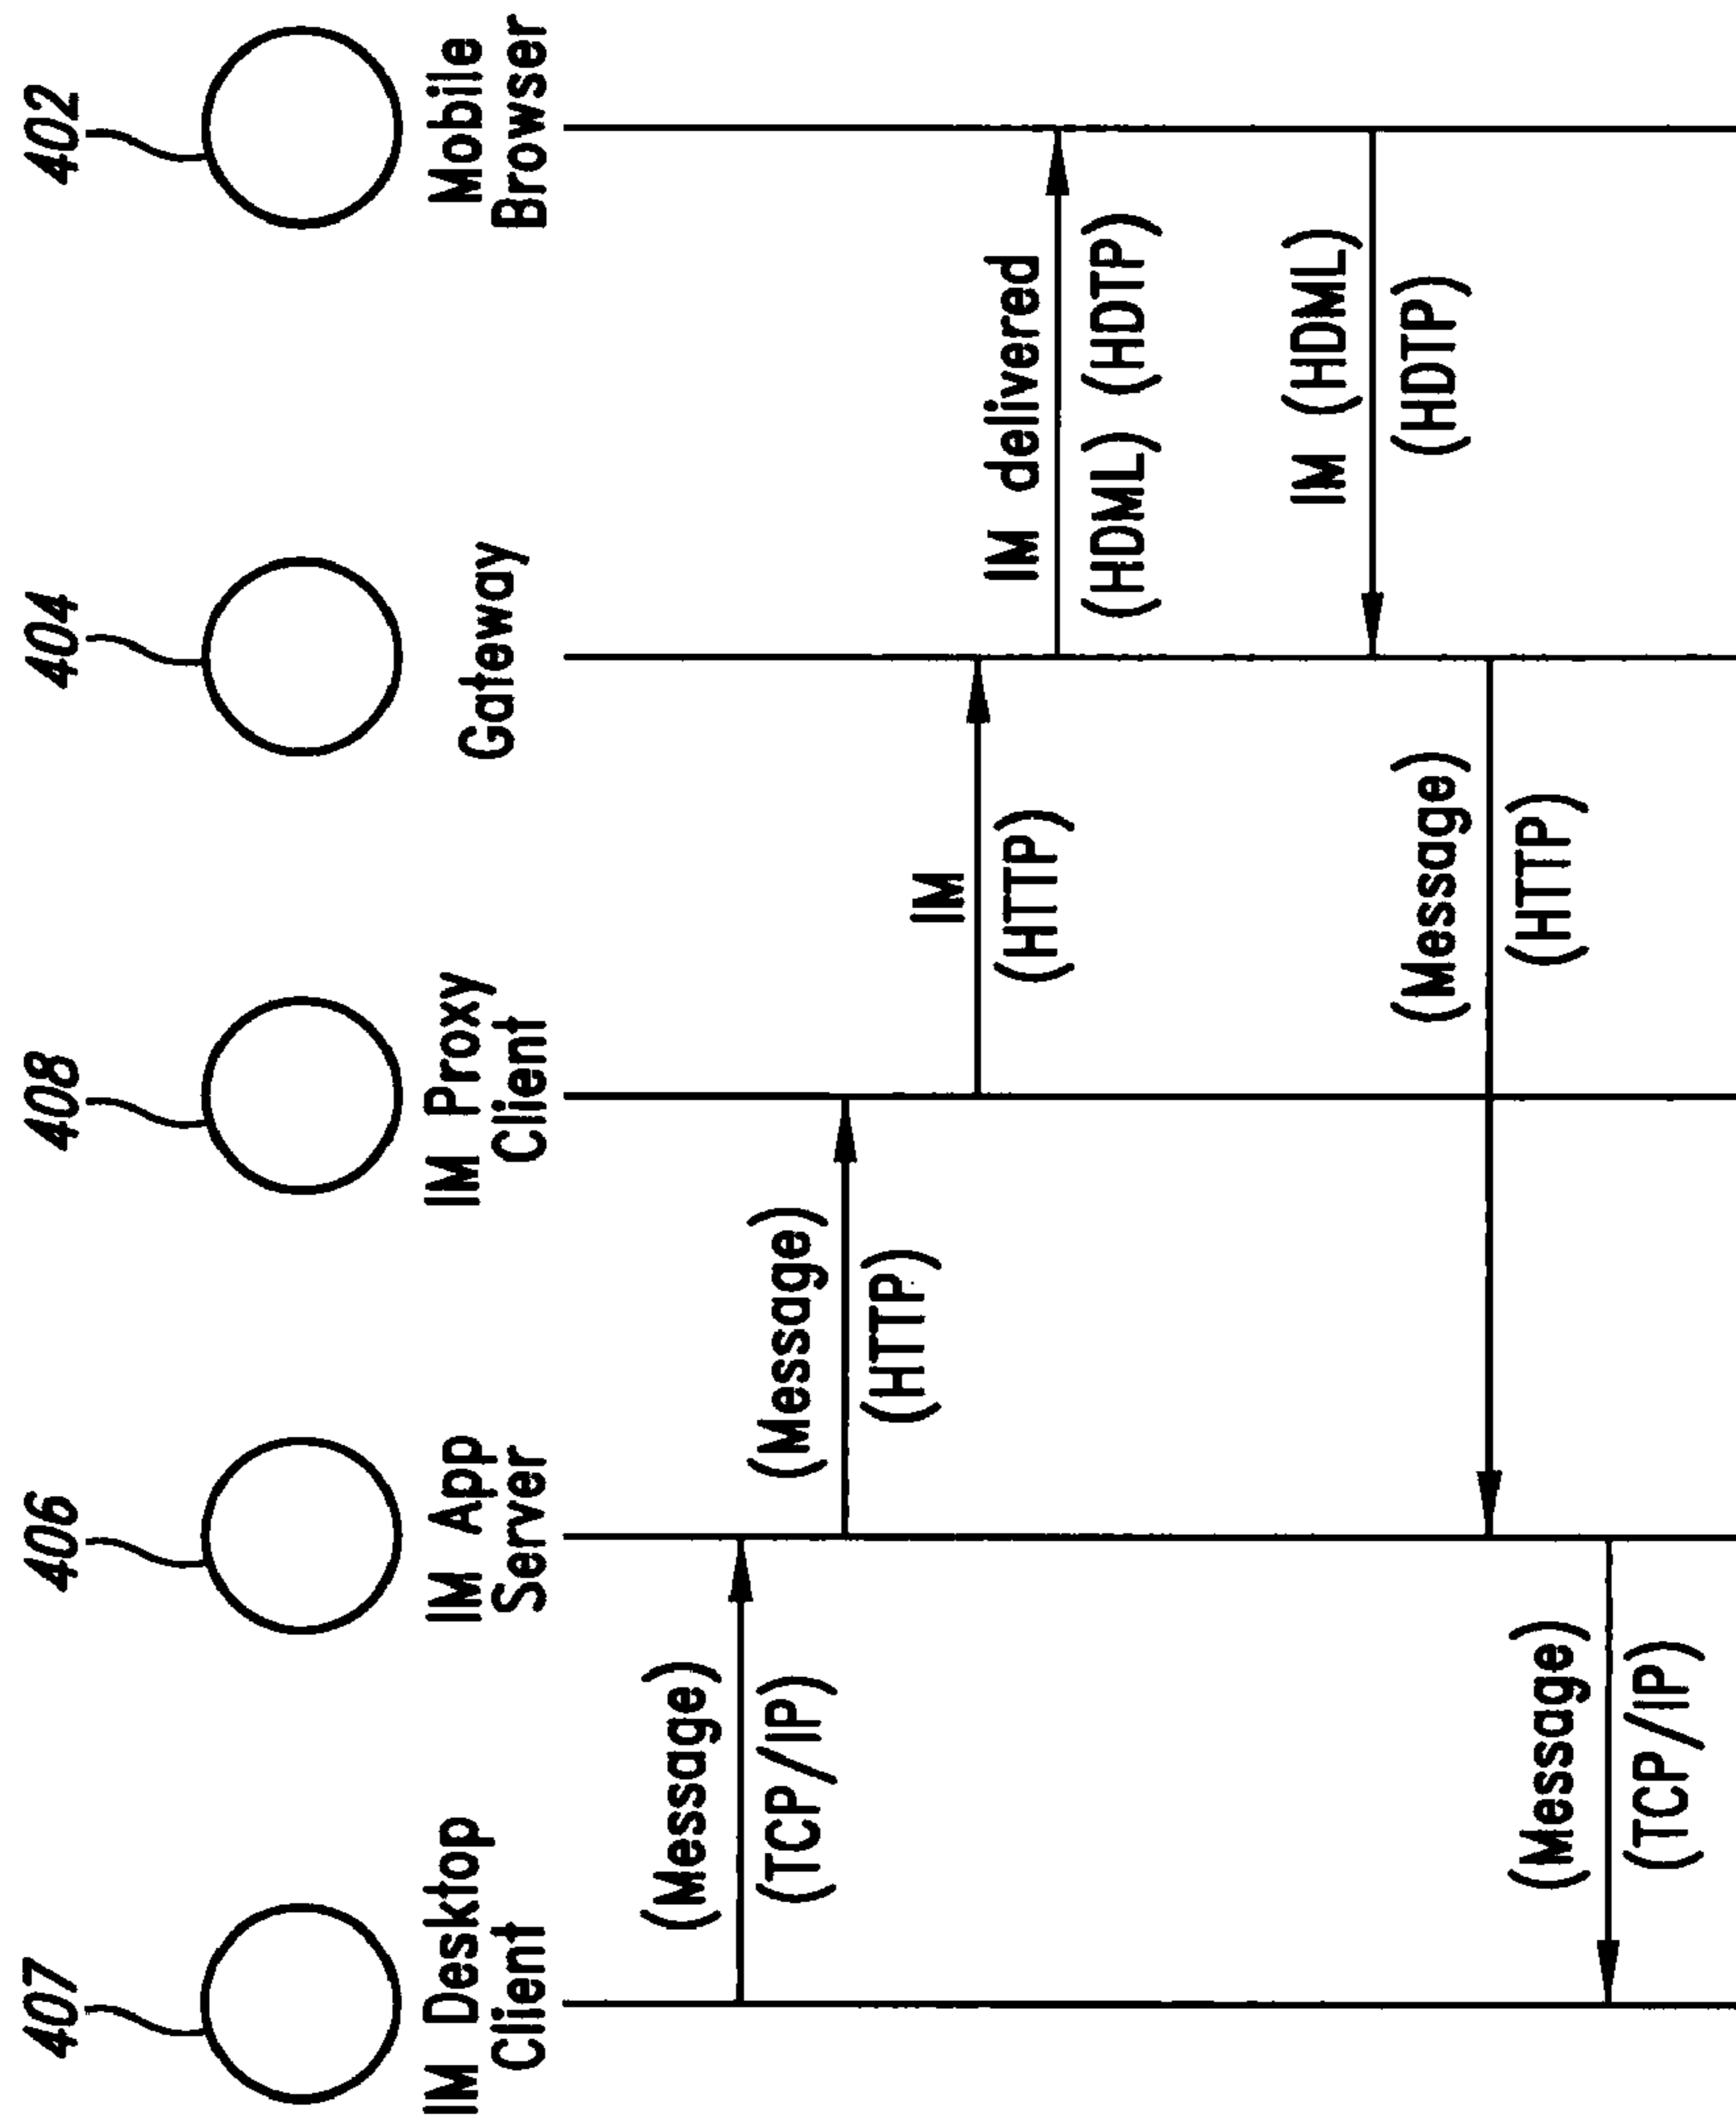 407
406
408
404
402
IM Desktop
Client
IM App
Server
IM Proxy
Client
Gateway
Mobile
Browser
(Message)
(TCP/IP)
(Message)
(HTTP)
IM
(HTTP)
IM delivered
(HDML) (HDTP)
IM (HDML)
(HDTP)
(Message)
(HTTP)
(Message)
(TCP/IP)